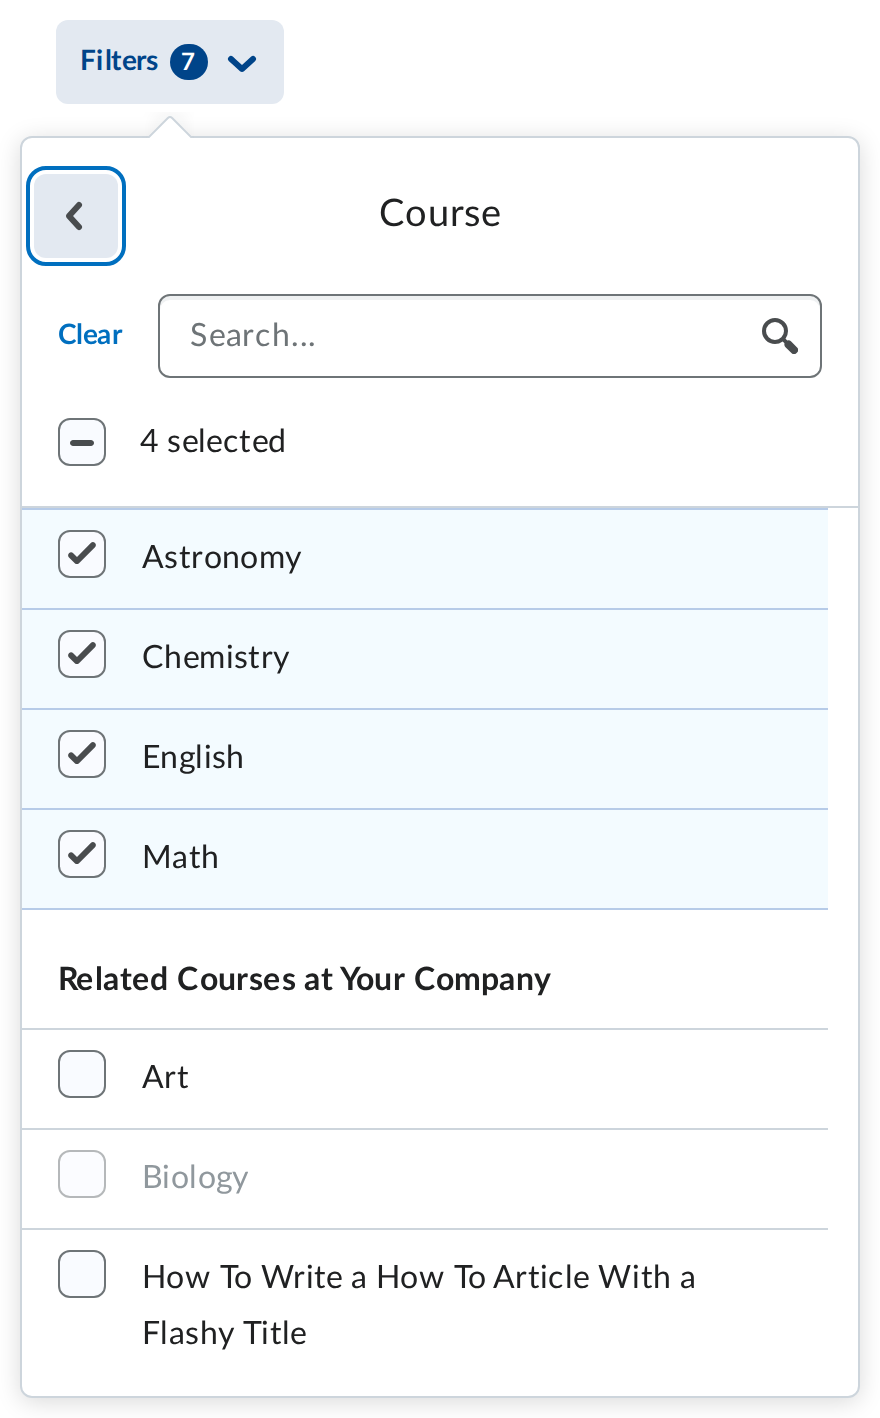 Filters 7
Course
Clear
Search...
4 selected
Astronomy
Chemistry
English
Math
Related Courses at Your Company
Art
Biology
How To Write a How To Article With a
Flashy Title